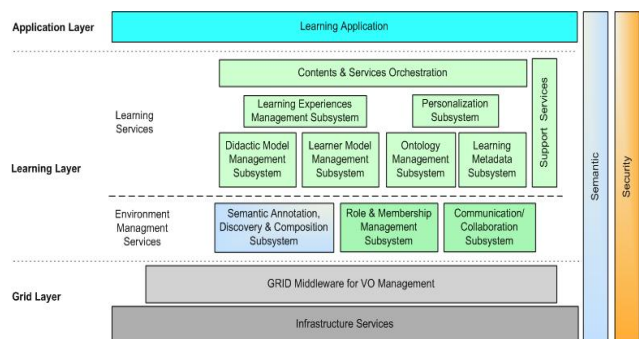 Application Layer
Learning Application
Contents & Services Orchestration
Support Services
Learning
Services
Learning Experiences
Management Subsystem
Personalization
Subsystem
Didactic Model
Management
Subsystem
Learner Model
Management
Subsystem
Ontology
Management
Subsystem
Learning
Metadata
Subsystem
Learning Layer
Environment
Managment
Services
Semantic Annotation,
Discovery & Composition
Subsystem
Role & Membership
Management
Subsystem
Communication/
Collaboration
Subsystem
Grid Layer
GRID Middleware for VO Management
Infrastructure Services
Semantic
Security